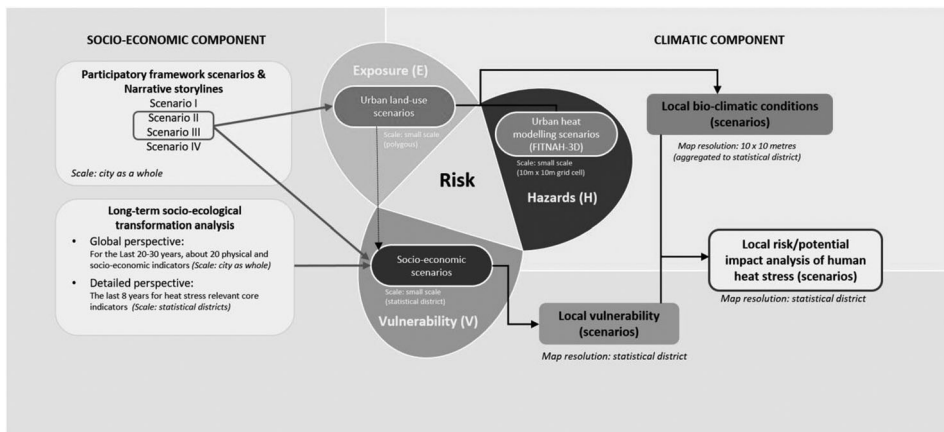 SOCIO-ECONOMIC COMPONENT
CLIMATIC COMPONENT
Participatory framework scenarios &
Narrative storylines
Scenario I
Scenario II
Scenario III
Scenario IV
Scale: city as a whole
Long-term socio-ecological
transformation analysis
• Global perspective:
For the Last 20-30 years, about 20 physical and
socio-economic indicators (Scale: city as whole)
• Detailed perspective:
The last 8 years for heat stress relevant core
indicators (Scale: statistical districts)
Exposure (E)
Urban land-use
scenarios
Scale: small scale
(polygons)
Risk
Urban heat
modelling scenarios
(FITNAH-3D)
Scale: small scale
(10m x 10m grid cell)
Hazards (H)
Socio-economic
scenarios
Scale: small scale
(statistical district)
Vulnerability (V)
Local bio-climatic conditions
(scenarios)
Map resolution: 10 x 10 metres
(aggregated to statistical district)
Local risk/potential
impact analysis of human
heat stress (scenarios)
Map resolution: statistical district
Local vulnerability
(scenarios)
Map resolution: statistical district